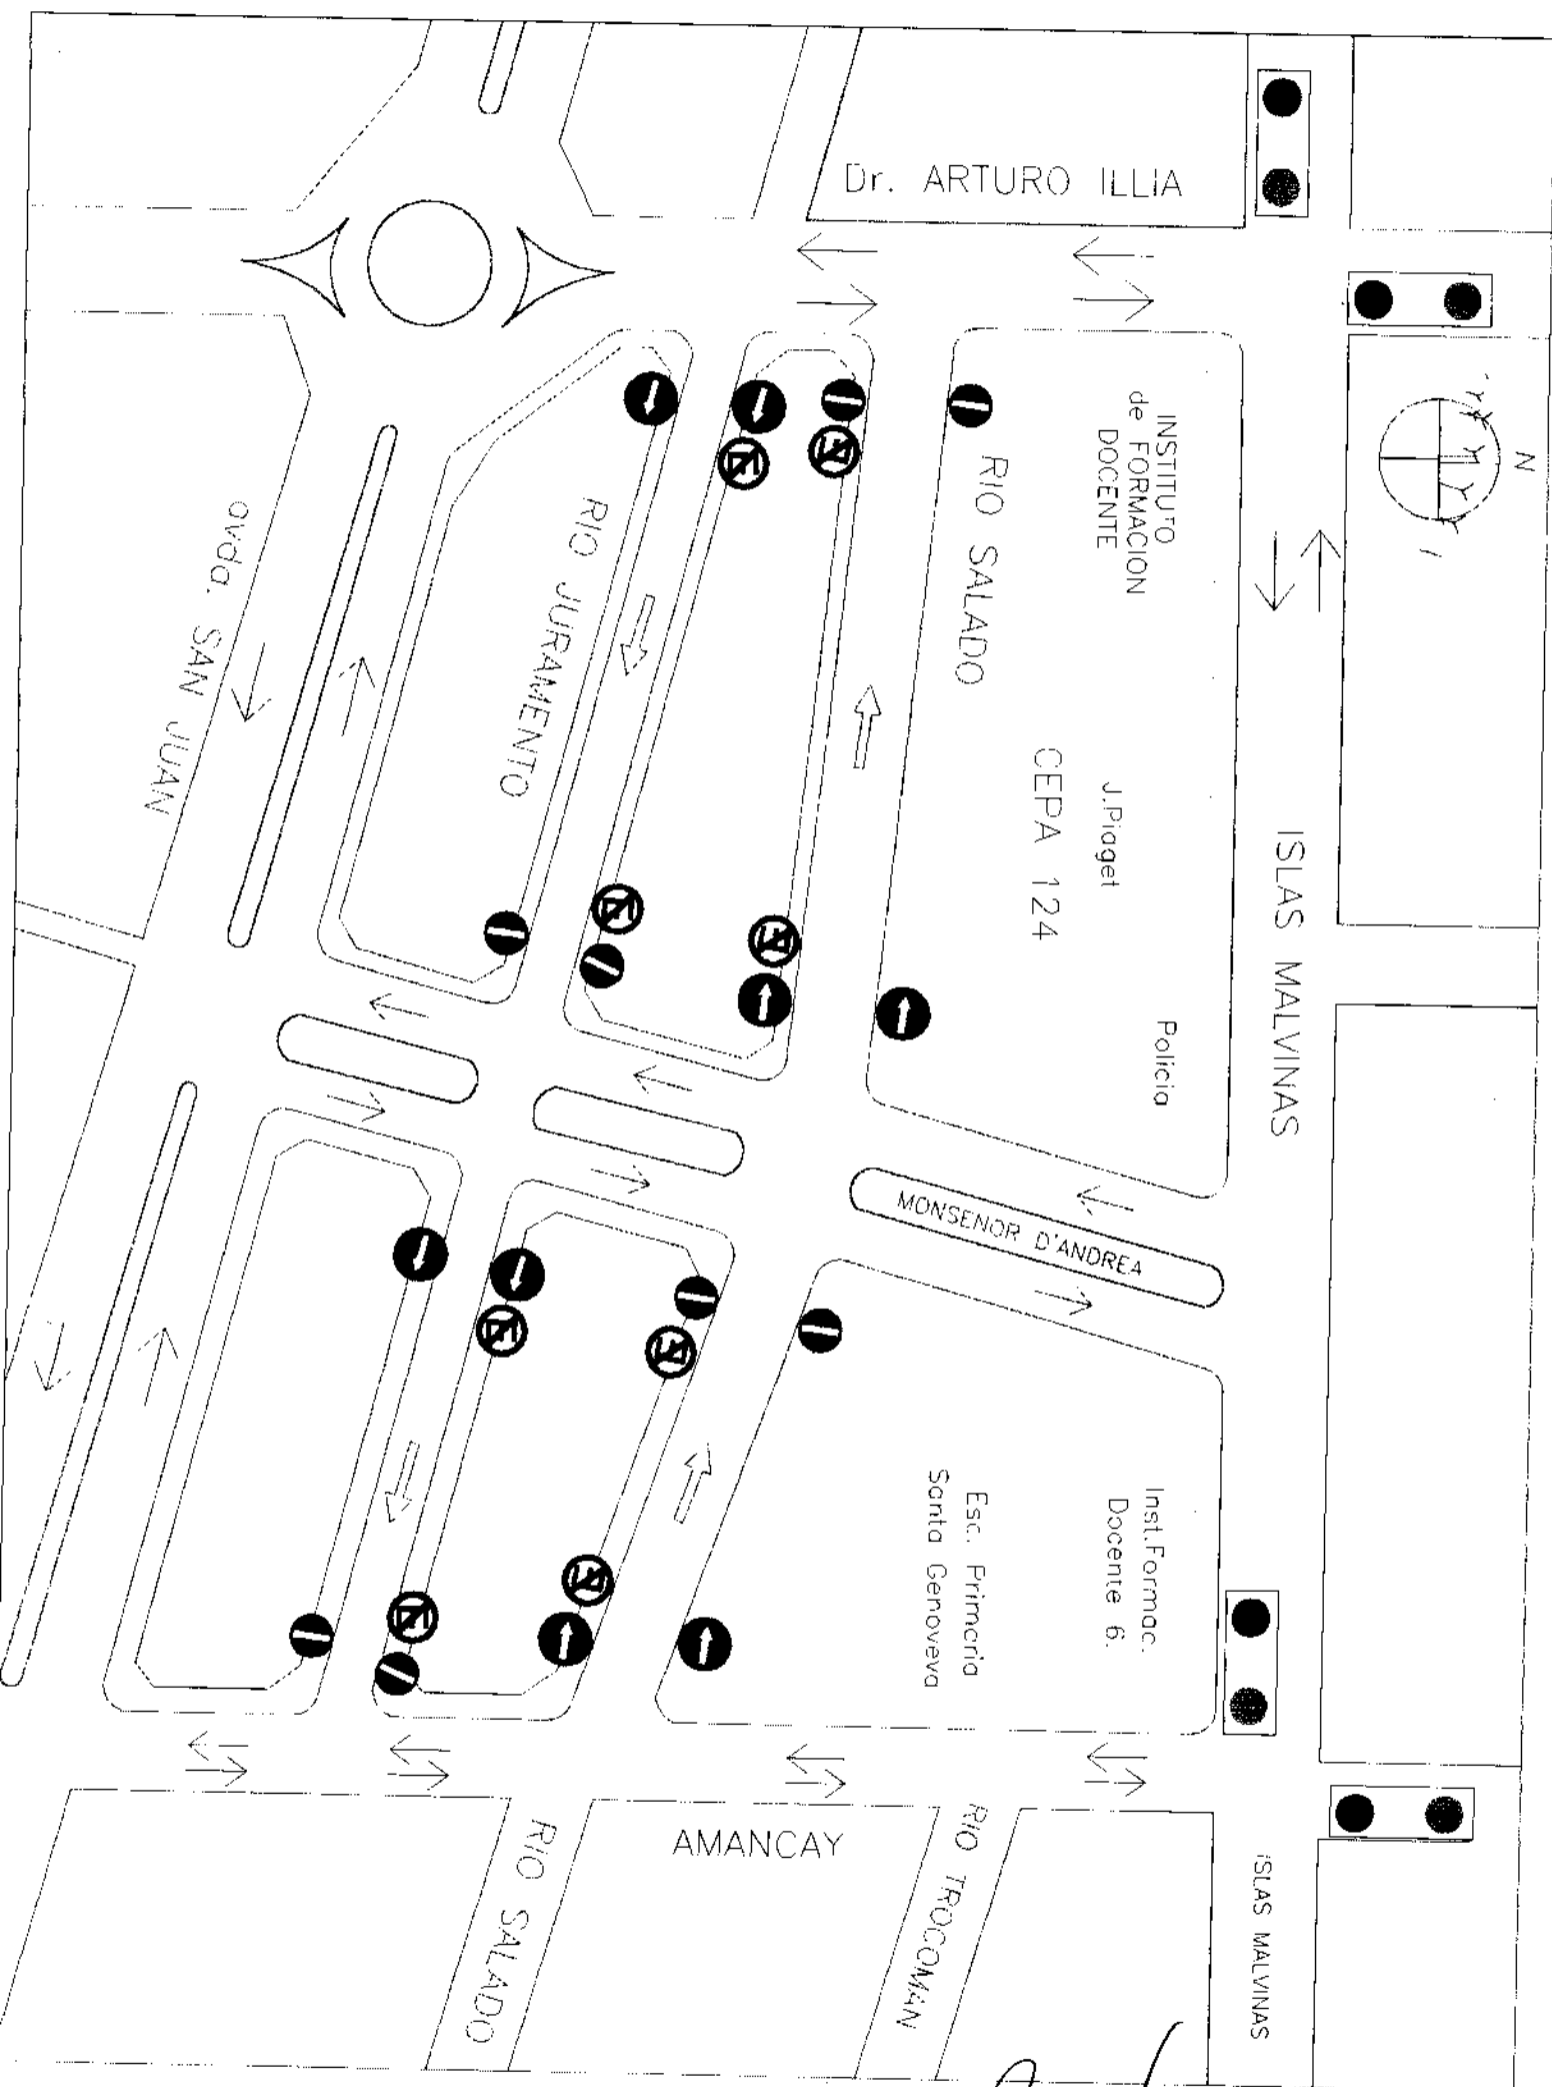 Dr. ARTURO ILLIA
N
INSTITUTO
de FORMACION
DOCENTE
RIO SALADO
J.Piaget
CEPA 124
Policia
ISLAS MALVINAS
RIO JURAMENTO
avda. SAN JUAN
MONSENOR D'ANDREA
Inst.Formac.
Docente 6.
Esc. Primaria
Santa Genoveva
AMANCAY
RIO SALADO
RIO TROCOMAN
ISLAS MALVINAS